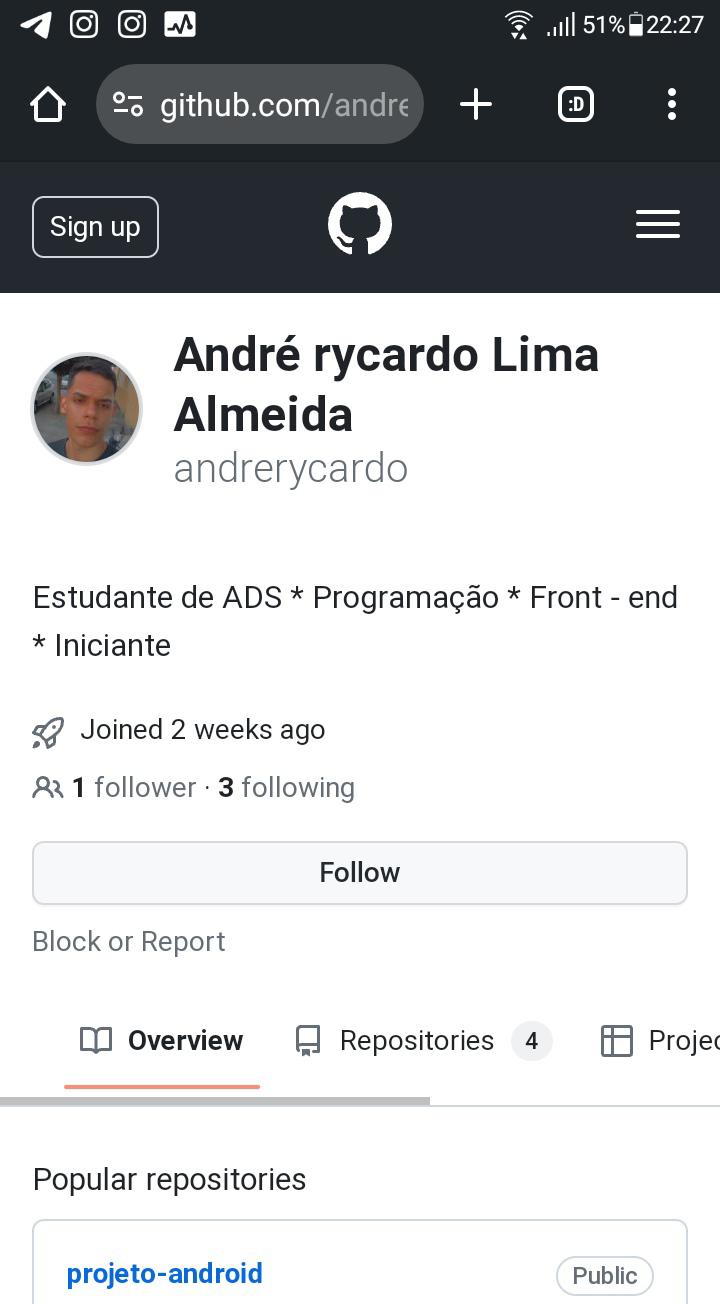 51% 22:27
github.com/andre
:D
Sign up
André rycardo Lima
Almeida
andrerycardo
Estudante de ADS * Programação * Front - end
* Iniciante
Joined 2 weeks ago
1 follower · 3 following
Follow
Block or Report
Overview Repositories 4 Projec
Popular repositories
projeto-android Public